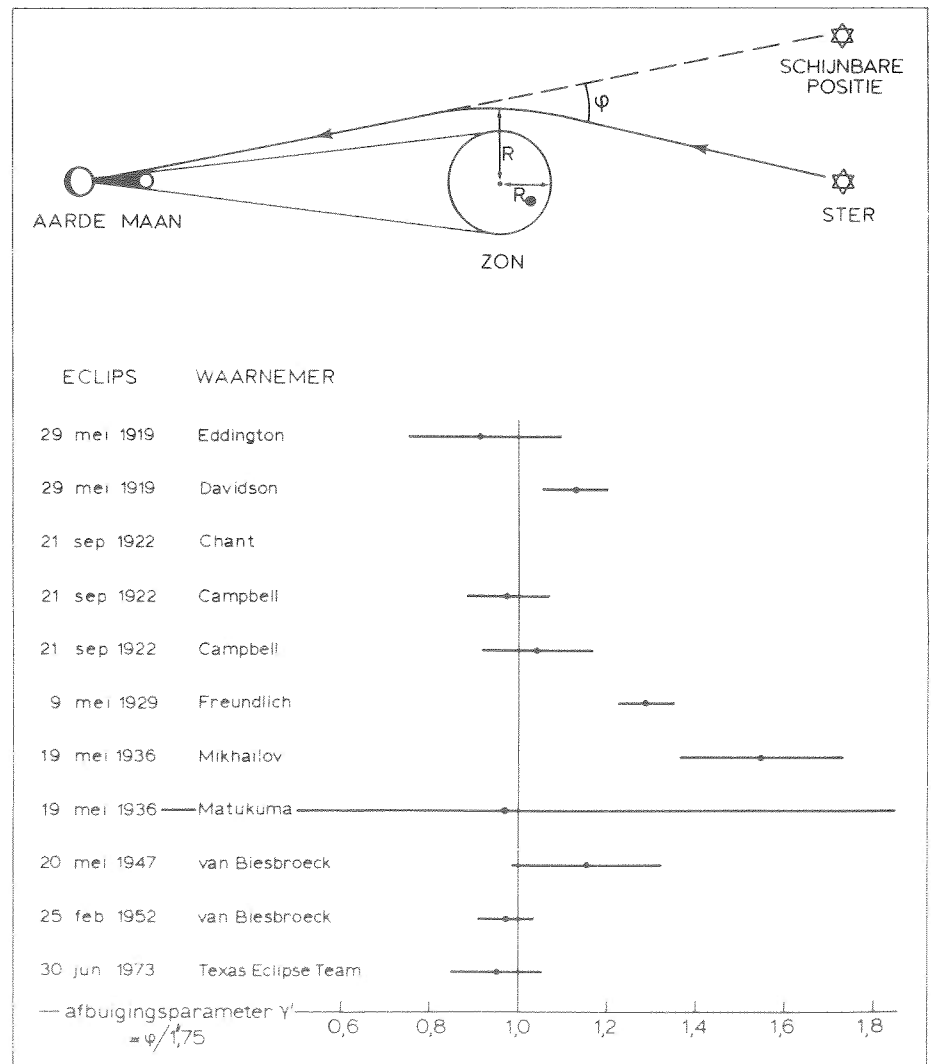 SCHIJNBARE
POSITIE
φ
R
R
AARDE MAAN
STER
ZON
ECLIPS WAARNEMER
29 mei 1919 Eddington
29 mei 1919 Davidson
21 sep 1922 Chant
21 sep 1922 Campbell
21 sep 1922 Campbell
9 mei 1929 Freundlich
19 mei 1936 Mikhailov
19 mei 1936 Matukuma
20 mei 1947 van Biesbroeck
25 feb 1952 van Biesbroeck
30 jun 1973 Texas Eclipse Team
afbuigingsparameter γ' 0,6 0,8 1,0 1,2 1,4 1,6 1,8
= φ/1",75